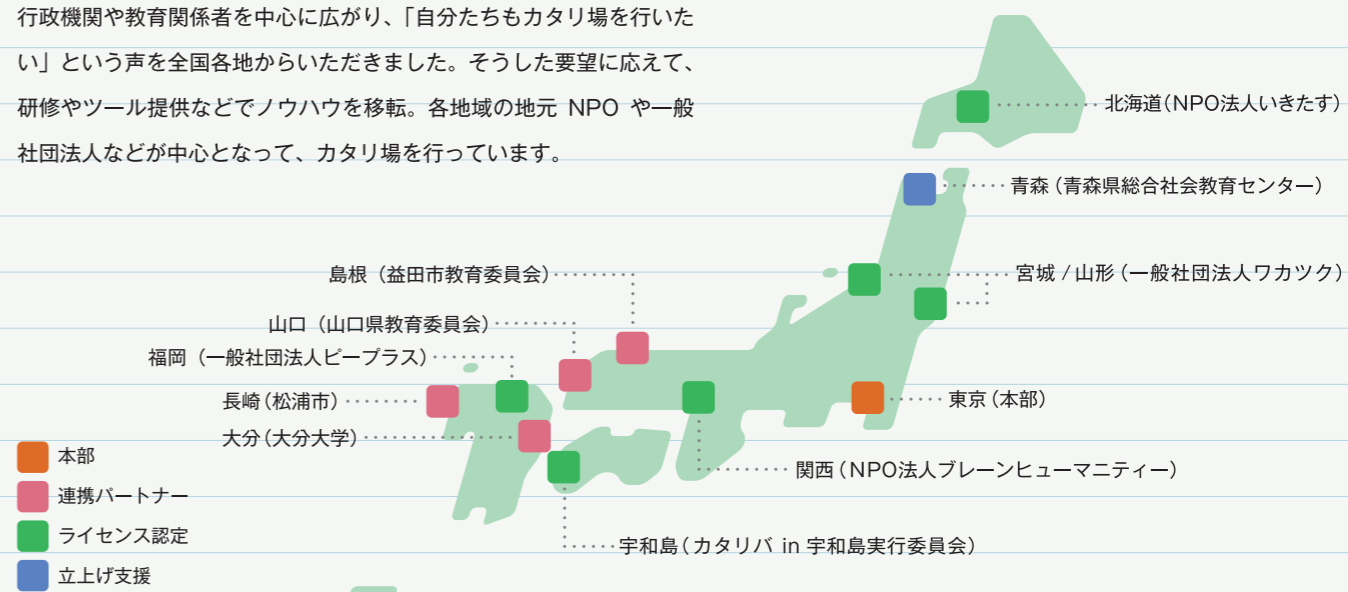 行政機関や教育関係者を中心に広がり、「自分たちもカタリ場を行いた
い」という声を全国各地からいただきました。そうした要望に応えて、
研修やツール提供などでノウハウを移転。各地域の地元 NPO や一般
社団法人などが中心となって、カタリ場を行っています。
北海道(NPO法人いきたす)
青森(青森県総合社会教育センター)
宮城 / 山形(一般社団法人ワカツク)
島根(益田市教育委員会)
山口(山口県教育委員会)
福岡(一般社団法人ピープラス)
長崎(松浦市)
大分(大分大学)
東京(本部)
関西(NPO法人ブレーンヒューマニティー)
宇和島(カタリバ in 宇和島実行委員会)
本部
連携パートナー
ライセンス認定
立上げ支援